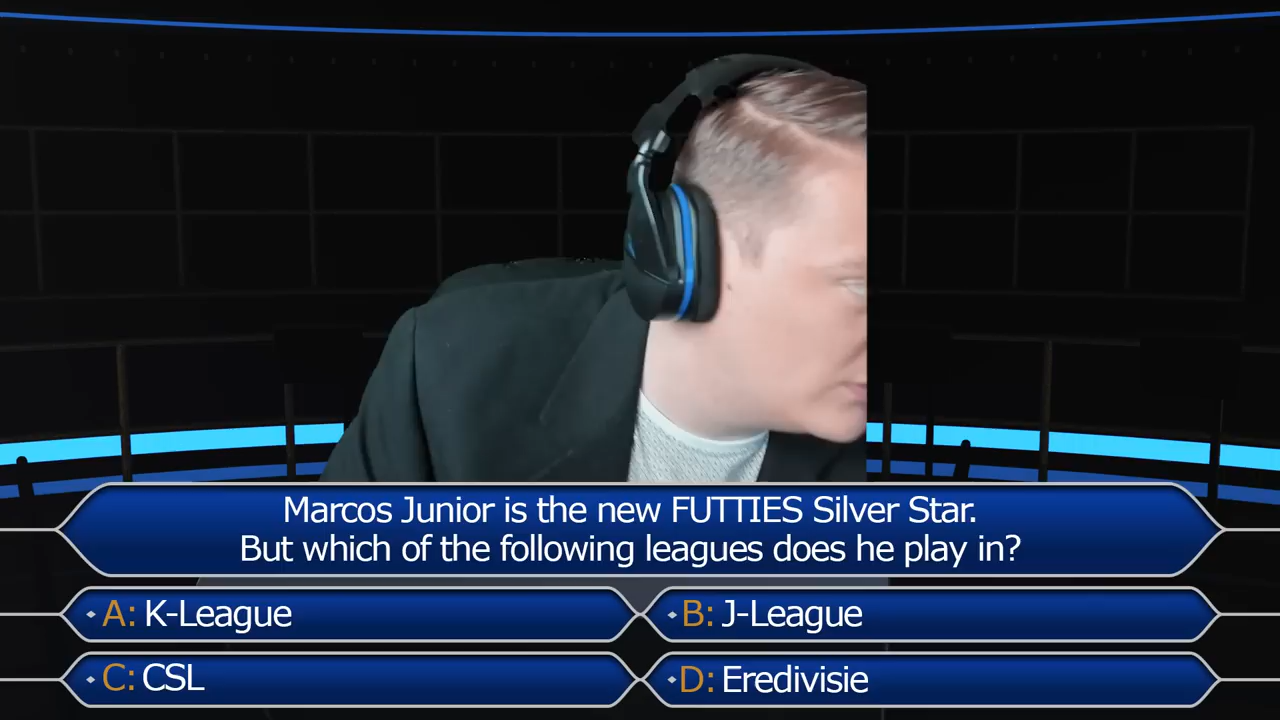 Marcos Junior is the new FUTTIES Silver Star.
But which of the following leagues does he play in?
A: K-League
B: J-League
C: CSL
D: Eredivisie